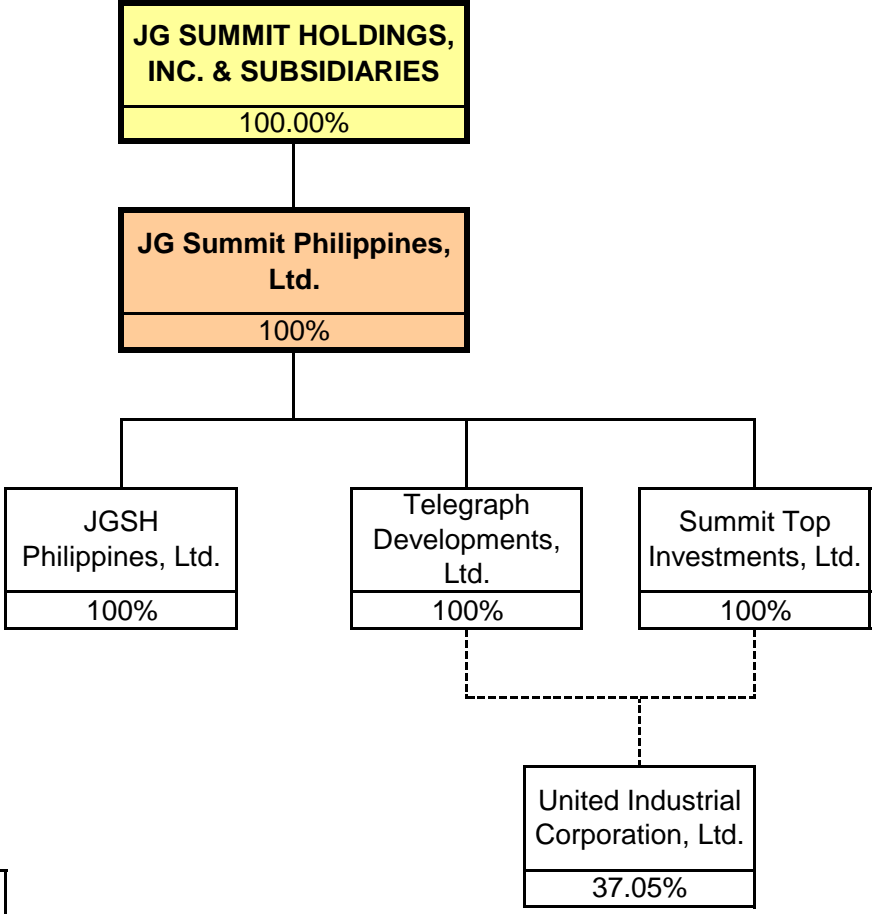 JG SUMMIT HOLDINGS,
INC. & SUBSIDIARIES
100.00%
JG Summit Philippines,
Ltd.
100%
JGSH
Philippines, Ltd.
100%
Telegraph
Developments,
Ltd.
100%
Summit Top
Investments, Ltd.
100%
United Industrial
Corporation, Ltd.
37.05%